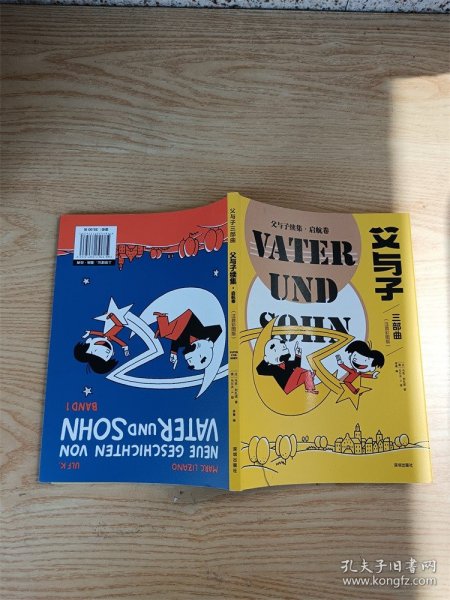 父与子续集·启航卷
VATER
UND
SOHN
父与子
三部曲
父与子三部曲
父与子续集·启航卷
NEUE GESCHICHTEN VON
VATER UND SOHN
BAND 1
MARC LIZANO
ULF K.
孔夫子旧书网
www.kongfz.com